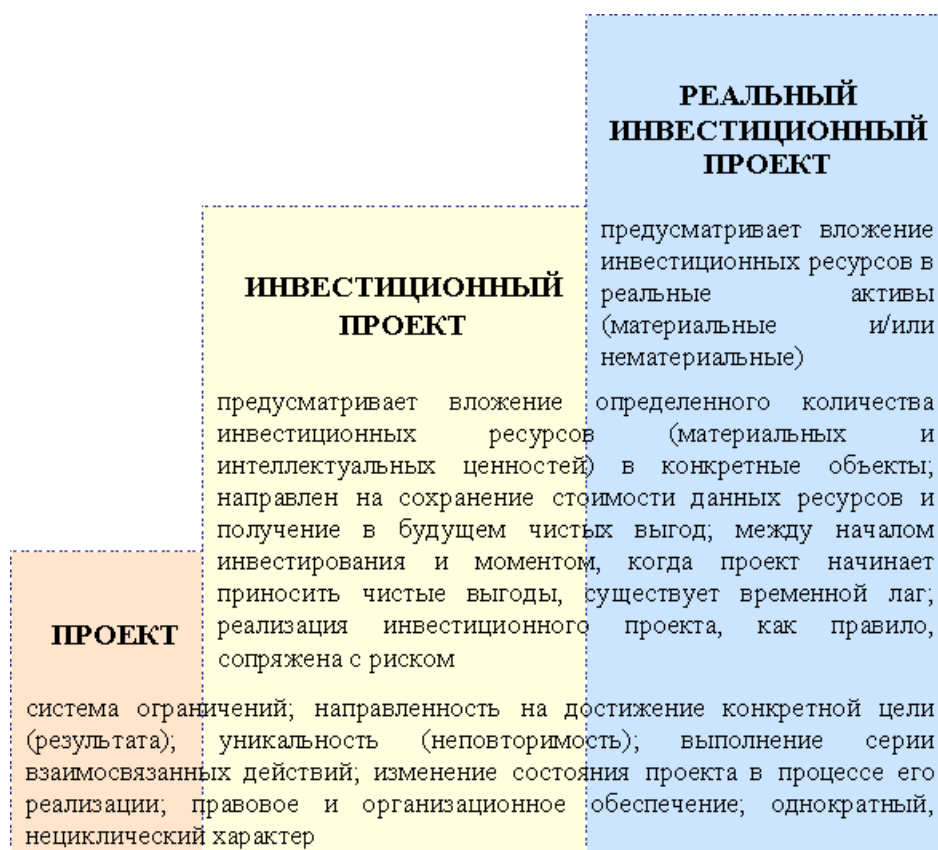 РЕАЛЬНЫЙ
ИНВЕСТИЦИОННЫЙ
ПРОЕКТ
предусматривает вложение
инвестиционных ресурсов в
реальные активы
(материальные и/или
нематериальные)
ИНВЕСТИЦИОННЫЙ
ПРОЕКТ
предусматривает вложение определенного количества
инвестиционных ресурсов (материальных и
интеллектуальных ценностей) в конкретные объекты;
направлен на сохранение стоимости данных ресурсов и
получение в будущем чистых выгод; между началом
инвестирования и моментом, когда проект начинает
приносить чистые выгоды, существует временной лаг;
реализация инвестиционного проекта, как правило,
сопряжена с риском
ПРОЕКТ
система ограничений; направленность на достижение конкретной цели
(результата); уникальность (неповторимость); выполнение серии
взаимосвязанных действий; изменение состояния проекта в процессе его
реализации; правовое и организационное обеспечение; однократный,
нециклический характер